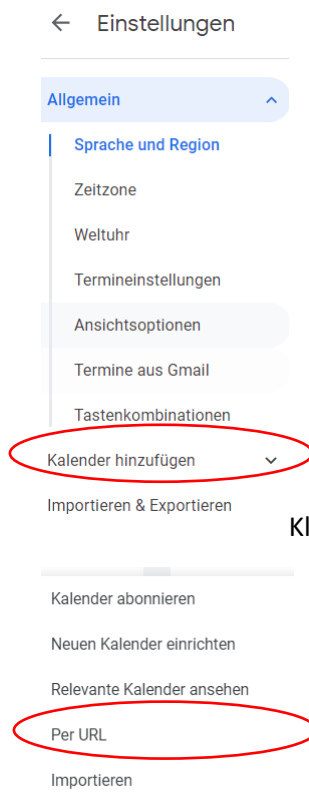 Einstellungen
Allgemein
Sprache und Region
Zeitzone
Weltuhr
Termineinstellungen
Ansichtsoptionen
Termine aus Gmail
Tastenkombinationen
Kalender hinzufügen
Importieren & Exportieren
Kl
Kalender abonnieren
Neuen Kalender einrichten
Relevante Kalender ansehen
Per URL
Importieren